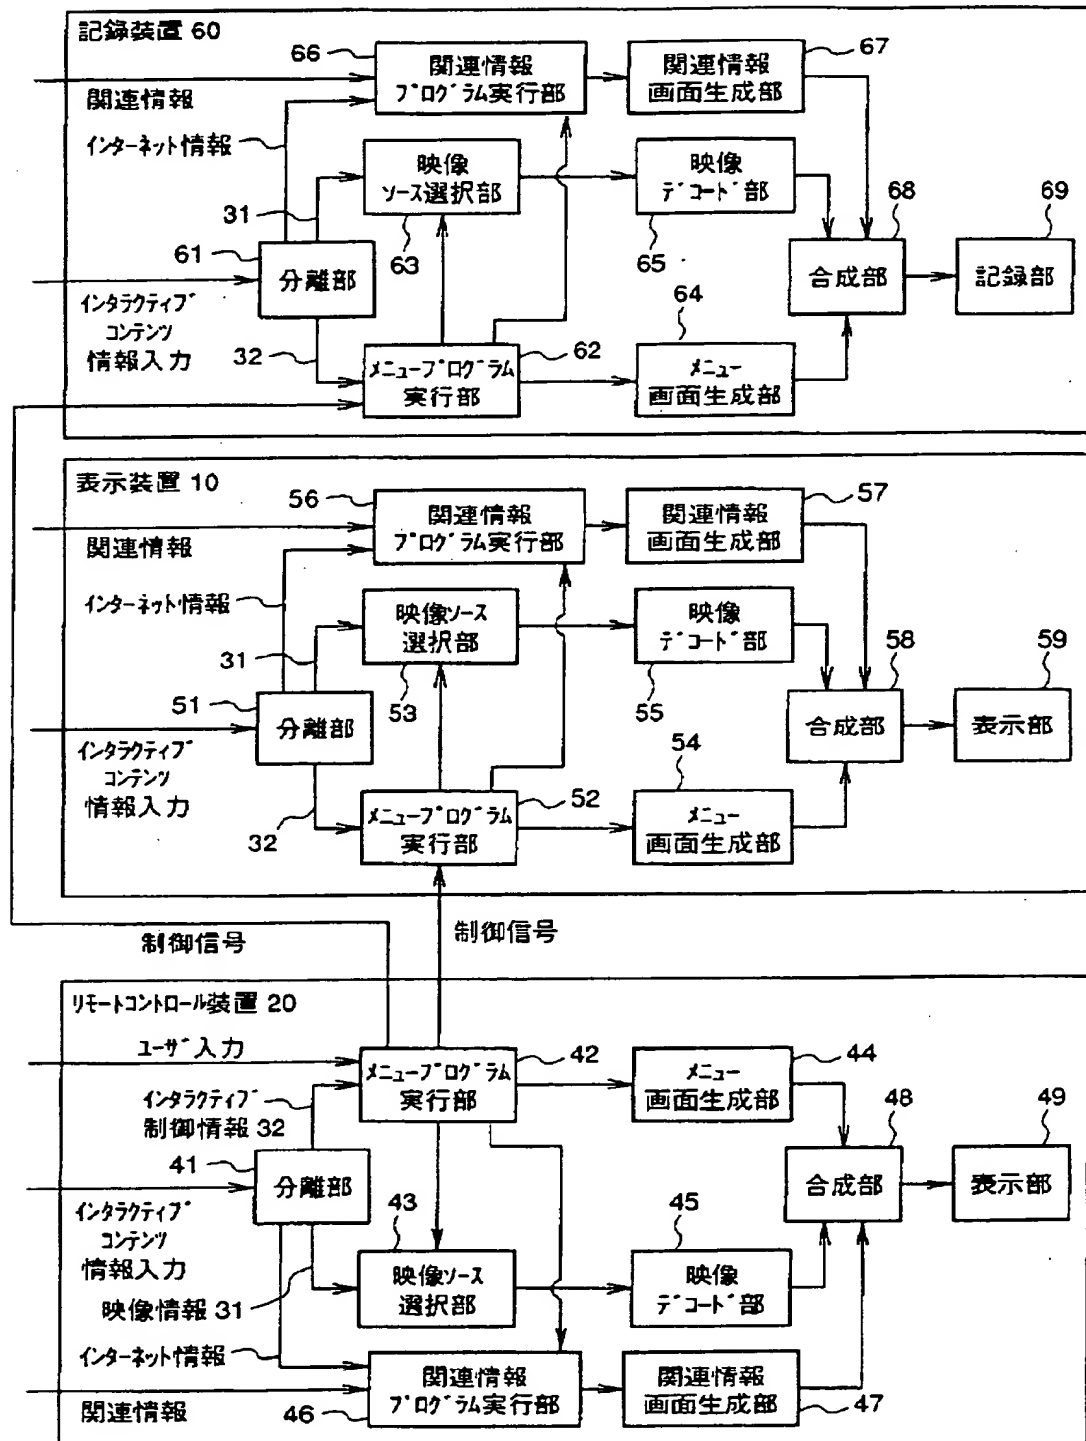 記録装置 60
66
関連情報
プログラム実行部
67
関連情報
画面生成部
関連情報
インターネット情報
映像
ソース選択部
映像
デコード部
31
63
65
68
69
61
分離部
合成部
記録部
インタラクティブ
コンテンツ
情報入力
64
32
62
メニュープログラム
実行部
メニュー
画面生成部
表示装置 10
56
関連情報
プログラム実行部
57
関連情報
画面生成部
関連情報
インターネット情報
映像ソース
選択部
映像
デコード部
31
53
55
58
59
51
分離部
合成部
表示部
インタラクティブ
コンテンツ
情報入力
54
32
52
メニュープログラム
実行部
メニュー
画面生成部
制御信号
制御信号
リモートコントロール装置 20
ユーザ入力
メニュープログラム
実行部
42
メニュー
画面生成部
44
インタラクティブ
制御情報 32
48
49
41
分離部
合成部
表示部
インタラクティブ
コンテンツ
情報入力
43
45
映像ソース
選択部
映像
デコード部
映像情報 31
インターネット情報
関連情報
プログラム実行部
関連情報
画面生成部
関連情報
46
47